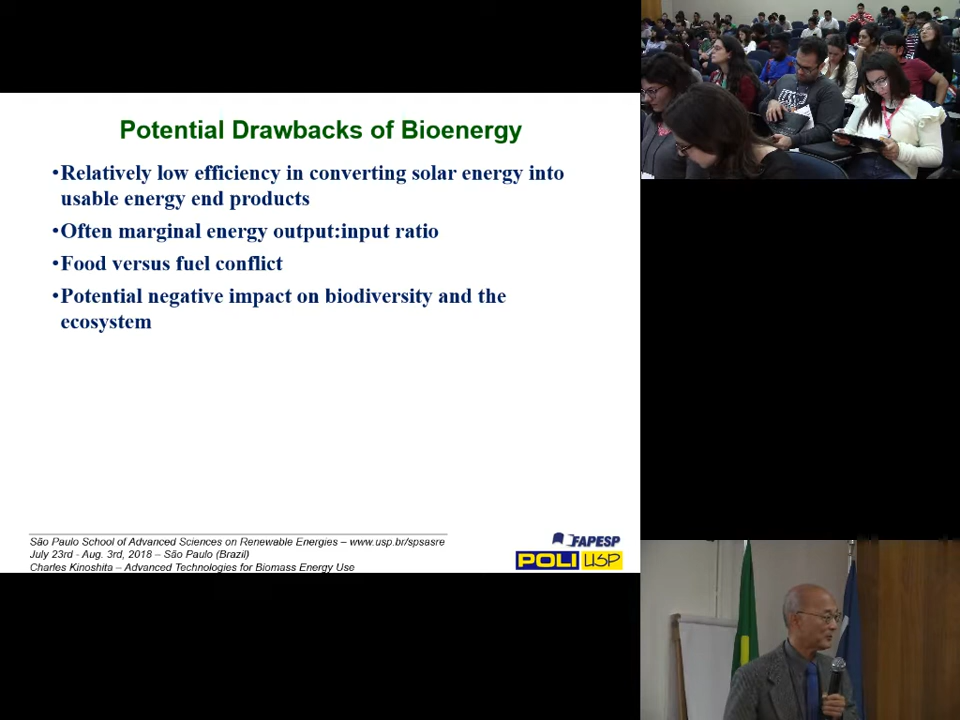 Potential Drawbacks of Bioenergy
•Relatively low efficiency in converting solar energy into
usable energy end products
•Often marginal energy output:input ratio
•Food versus fuel conflict
•Potential negative impact on biodiversity and the
ecosystem
São Paulo School of Advanced Sciences on Renewable Energies – www.usp.br/spsasre
July 23rd - Aug. 3rd, 2018 – São Paulo (Brazil)
Charles Kinoshita – Advanced Technologies for Biomass Energy Use
FAPESP
POLI USP